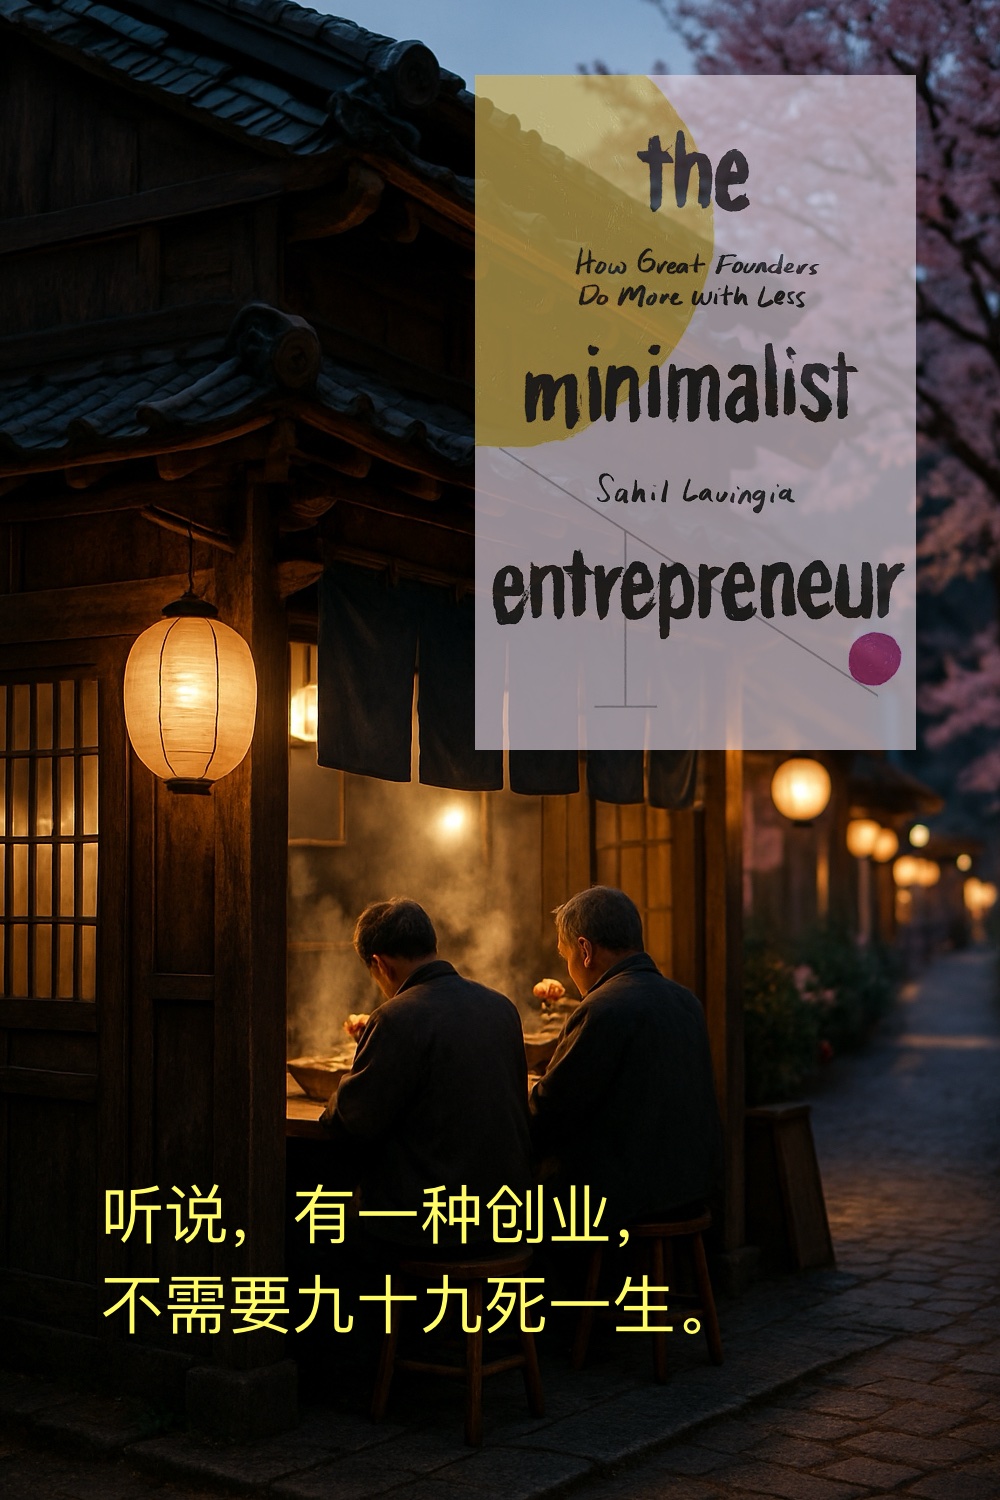 the
How Great Founders
Do More with Less
minimalist
Sahil Lavingia
entrepreneur
听说，有一种创业，
不需要九十九死一生。